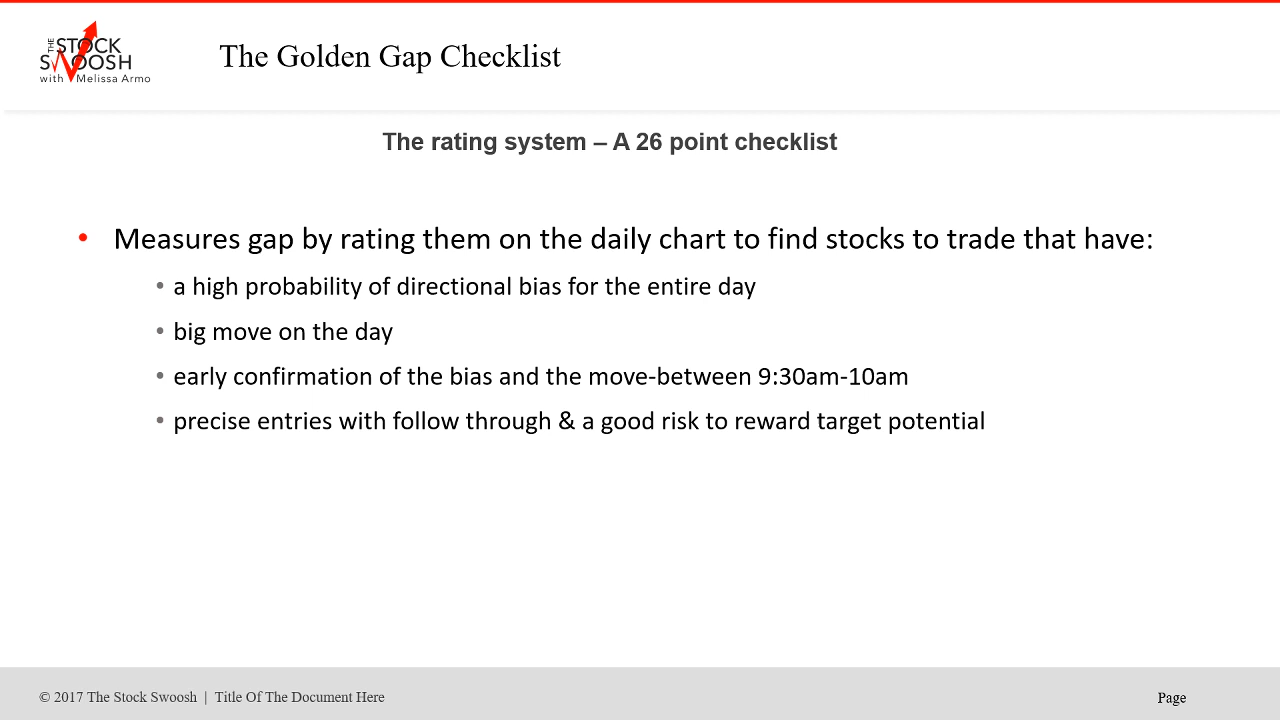 THE STOCK
SWOOSH
with Melissa Armo
The Golden Gap Checklist
The rating system – A 26 point checklist
• Measures gap by rating them on the daily chart to find stocks to trade that have:
• a high probability of directional bias for the entire day
• big move on the day
• early confirmation of the bias and the move-between 9:30am-10am
• precise entries with follow through & a good risk to reward target potential
© 2017 The Stock Swoosh | Title Of The Document Here
Page